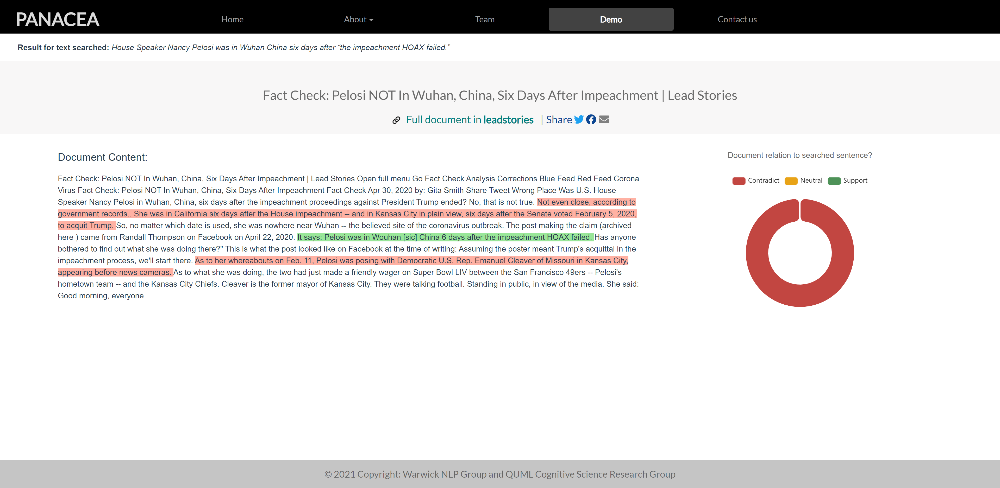 PANACEA
Home
About
Team
Demo
Contact us
Result for text searched: House Speaker Nancy Pelosi was in Wuhan China six days after “the impeachment HOAX failed.”
Fact Check: Pelosi NOT In Wuhan, China, Six Days After Impeachment | Lead Stories
Full document in leadstories | Share
Document Content:
Fact Check: Pelosi NOT In Wuhan, China, Six Days After Impeachment | Lead Stories Open full menu Go Fact Check Analysis Corrections Blue Feed Red Feed Corona
Virus Fact Check: Pelosi NOT In Wuhan, China, Six Days After Impeachment Fact Check Apr 30, 2020 by: Gita Smith Share Tweet Wrong Place Was U.S. House
Speaker Nancy Pelosi in Wuhan, China, six days after the impeachment proceedings against President Trump ended? No, that is not true. Not even close, according to
government records.. She was in California six days after the House impeachment -- and in Kansas City in plain view, six days after the Senate voted February 5, 2020,
to acquit Trump. So, no matter which date is used, she was nowhere near Wuhan -- the believed site of the coronavirus outbreak. The post making the claim (archived
here ) came from Randall Thompson on Facebook on April 22, 2020. It says: Pelosi was in Wouhan [sic] China 6 days after the impeachment HOAX failed. Has anyone
bothered to find out what she was doing there?" This is what the post looked like on Facebook at the time of writing: Assuming the poster meant Trump's acquittal in the
impeachment process, we'll start there. As to her whereabouts on Feb. 11, Pelosi was posing with Democratic U.S. Rep. Emanuel Cleaver of Missouri in Kansas City,
appearing before news cameras. As to what she was doing, the two had just made a friendly wager on Super Bowl LIV between the San Francisco 49ers -- Pelosi's
hometown team -- and the Kansas City Chiefs. Cleaver is the former mayor of Kansas City. They were talking football. Standing in public, in view of the media. She said:
Good morning, everyone
Document relation to searched sentence?
Contradict
Neutral
Support
© 2021 Copyright: Warwick NLP Group and QUML Cognitive Science Research Group